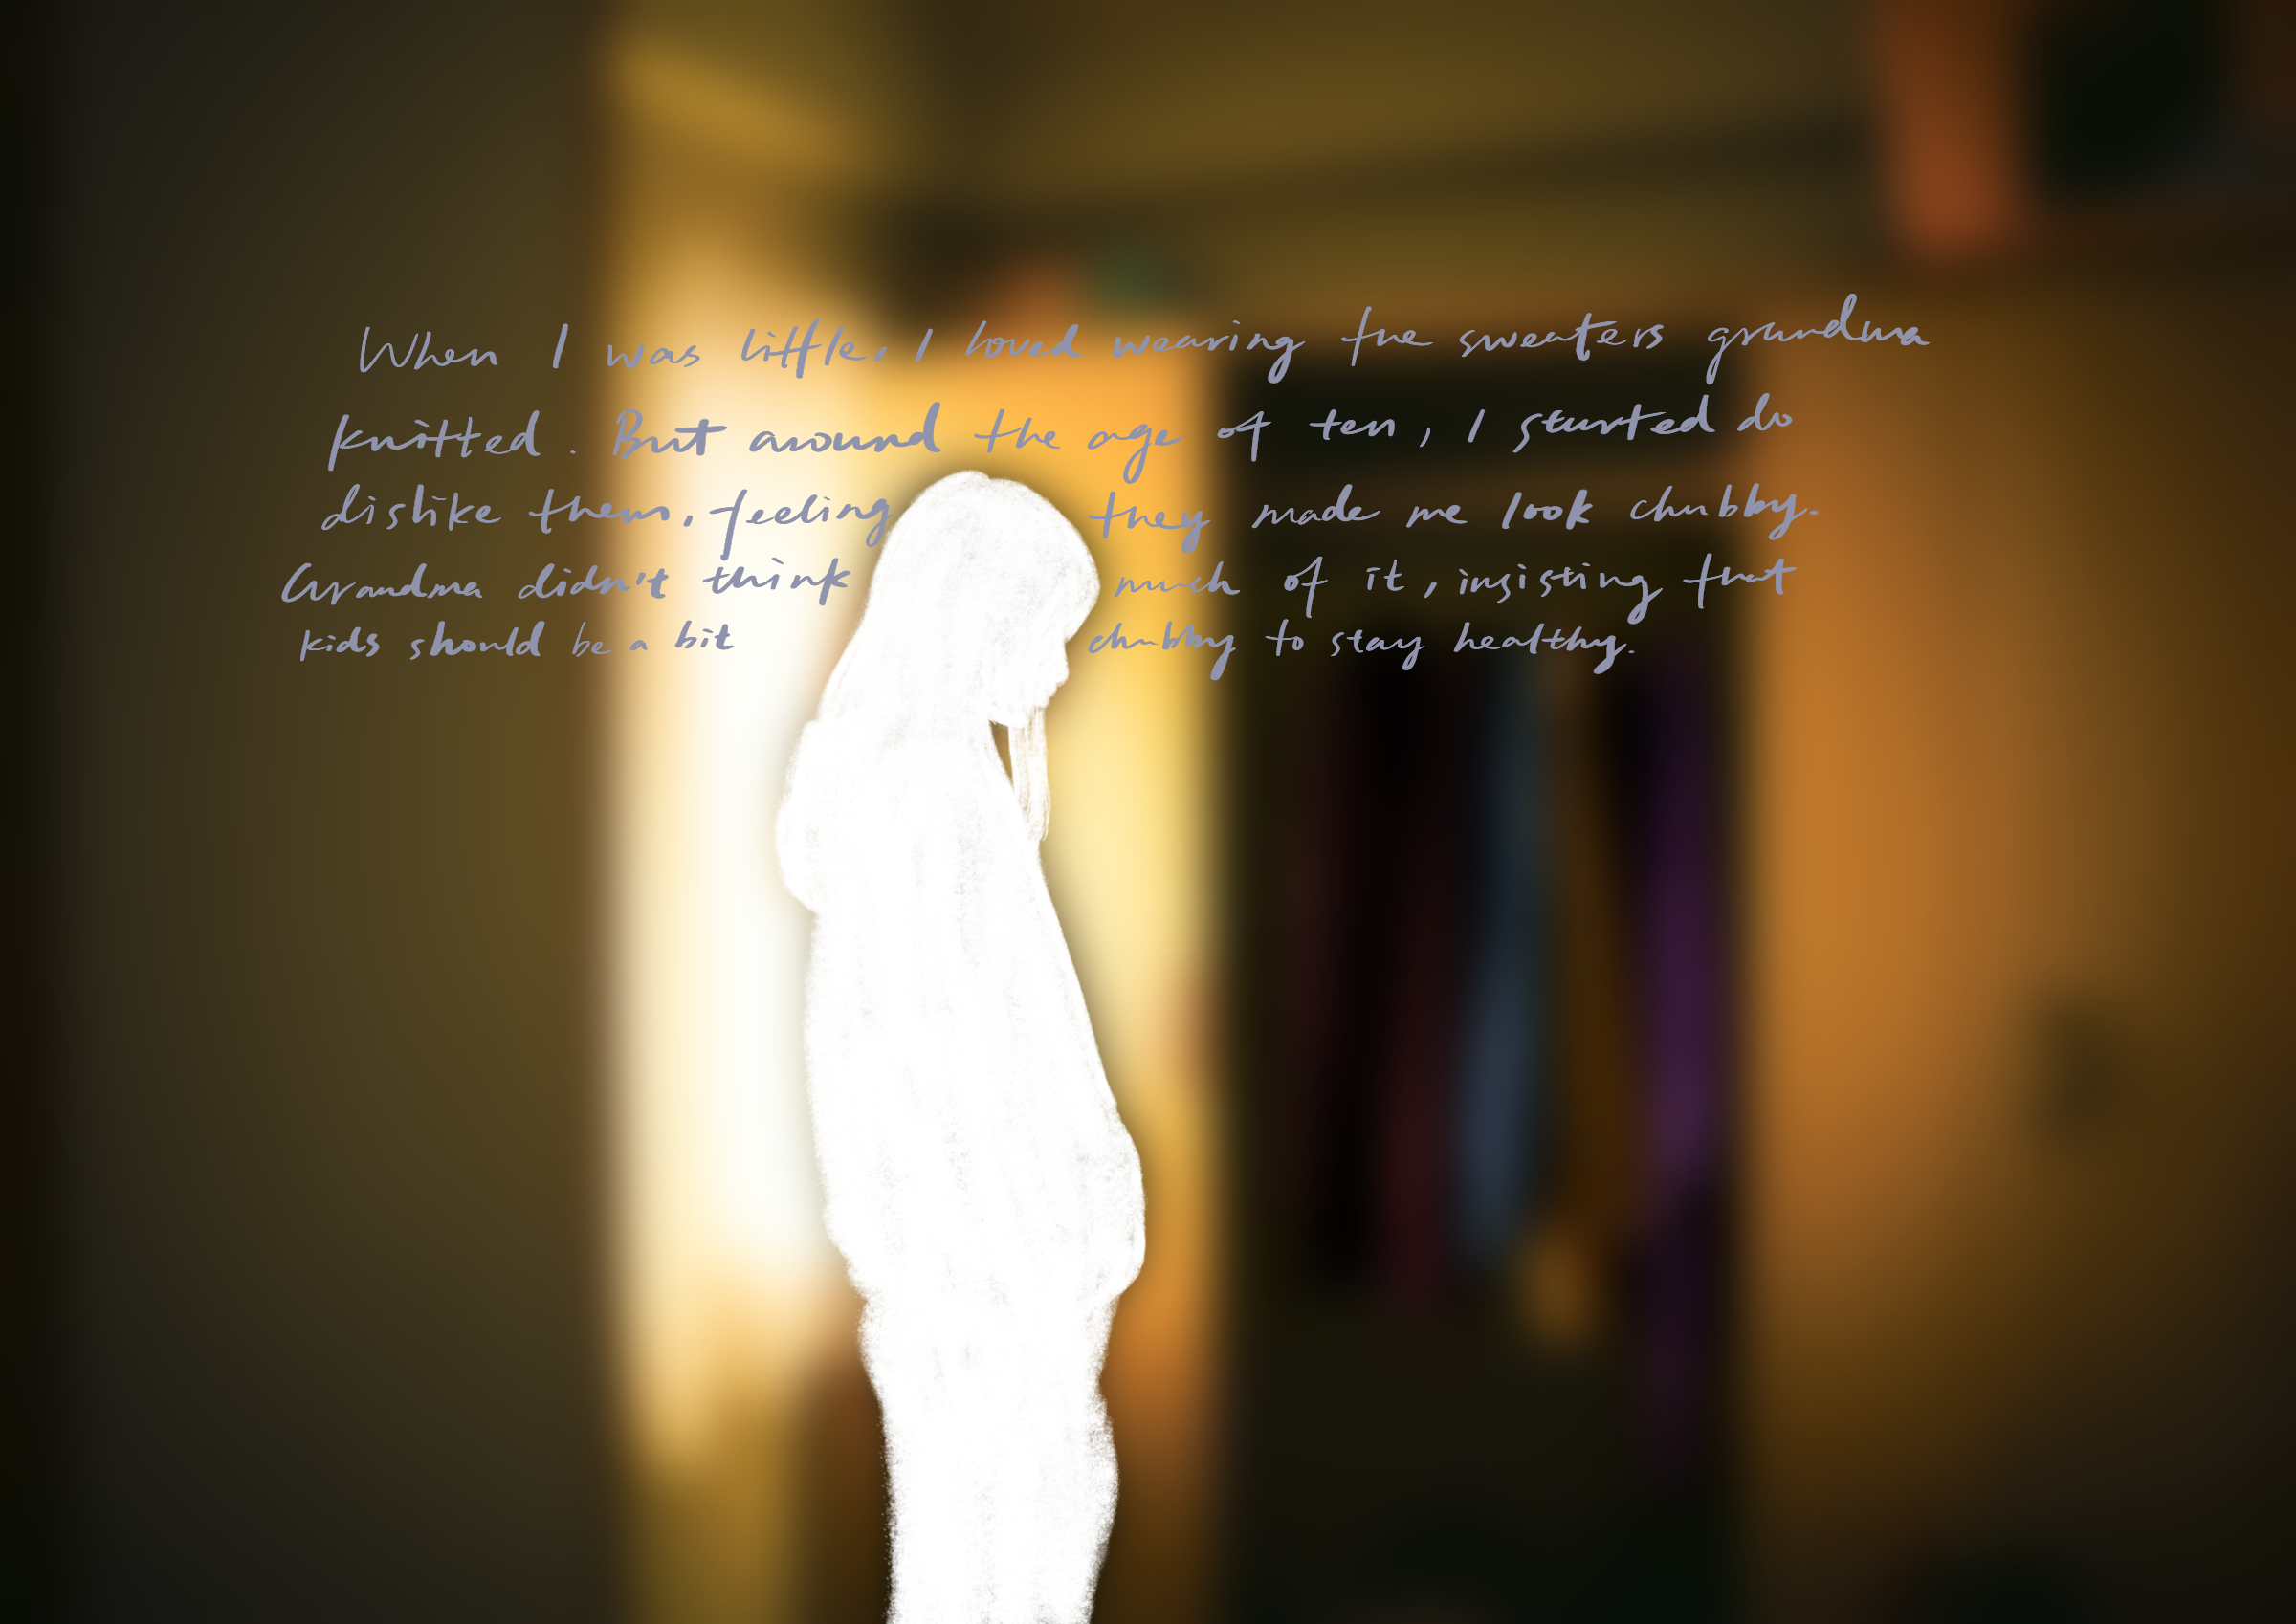 When I was little, I loved wearing the sweaters grandma
knitted. But around the age of ten, I started do
dislike them, feeling they made me look chubby.
Grandma didn't think much of it, insisting that
kids should be a bit chubby to stay healthy.